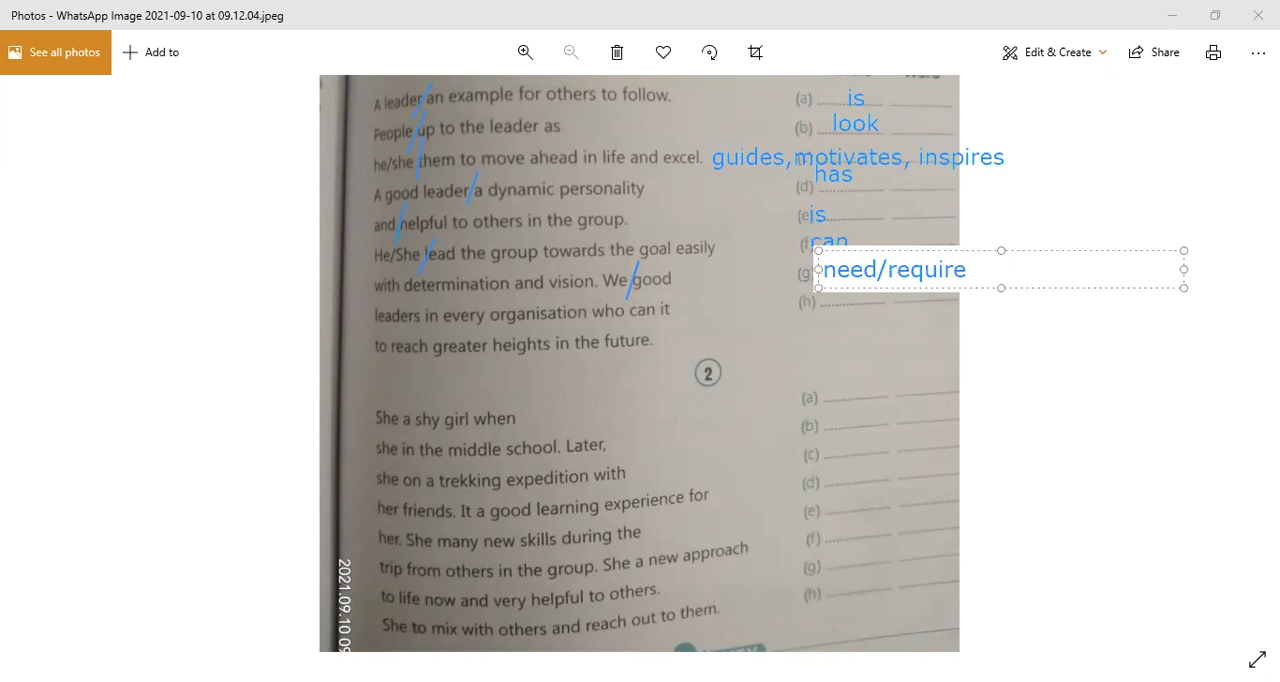 Photos - WhatsApp Image 2021-09-10 at 09.12.04.jpeg
See all photos
Add to
Edit & Create
Share
A leader an example for others to follow. (a) is
People up to the leader as (b) look
he/she them to move ahead in life and excel. guides,motivates, inspires
A good leader a dynamic personality (d) has
and helpful to others in the group. (e) is
He/She lead the group towards the goal easily (f) can
with determination and vision. We good (g) need/require
leaders in every organisation who can it (h)
to reach greater heights in the future.
2
She a shy girl when (a)
she in the middle school. Later, (b)
she on a trekking expedition with (c)
her friends. It a good learning experience for (d)
her. She many new skills during the (e)
trip from others in the group. She a new approach (f)
to life now and very helpful to others. (g)
She to mix with others and reach out to them. (h)
2021.09.10 09